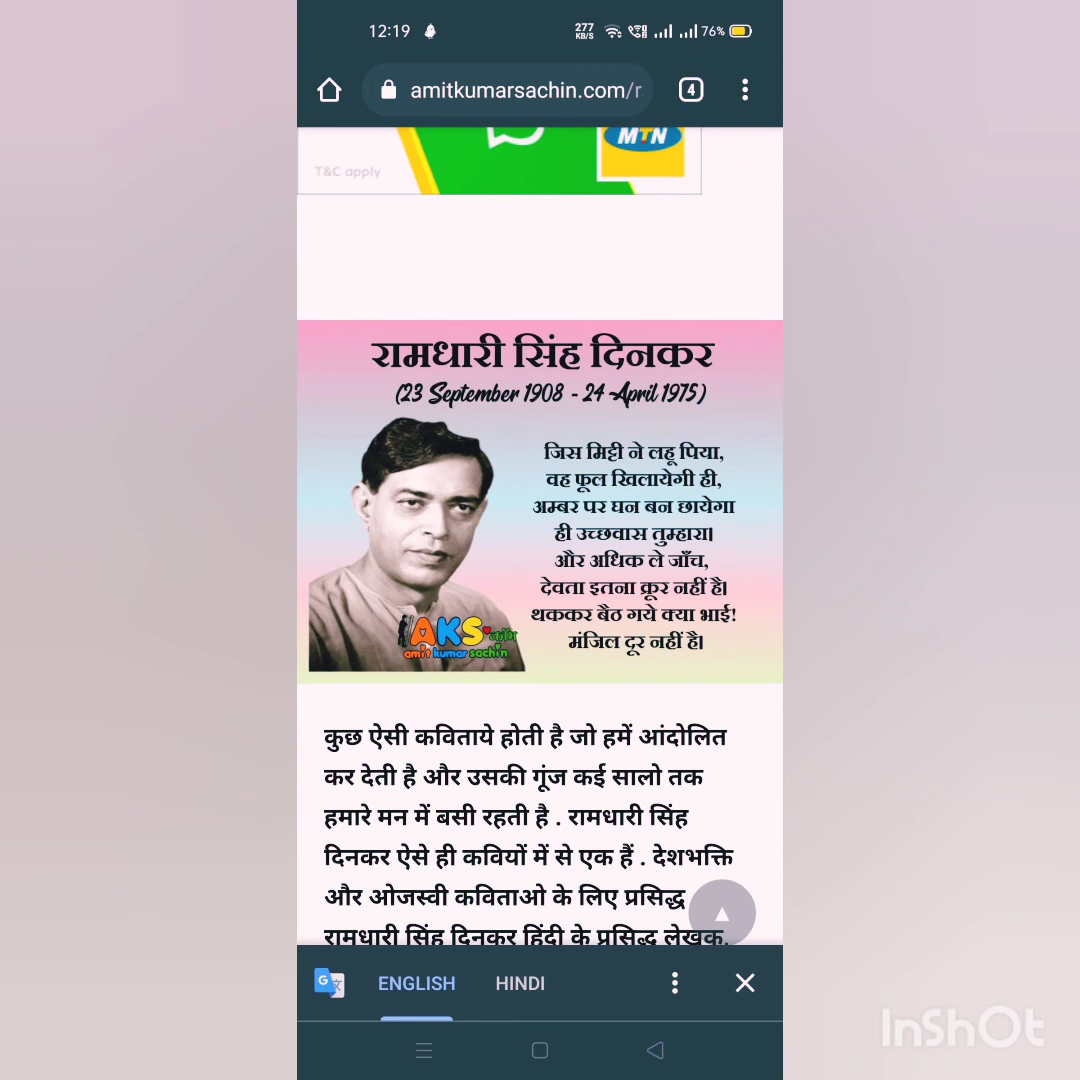 12:19
277 KB/S
76%
amitkumarsachin.com/r
4
MTN
T&C apply
रामधारी सिंह दिनकर
(23 September 1908 - 24 April 1975)
जिस मिट्टी ने लहू पिया,
वह फूल खिलायेगी ही,
अम्बर पर घन बन छायेगा
ही उच्छवास तुम्हारा।
और अधिक ले जाँच,
देवता इतना क्रूर नहीं है।
थककर बैठ गये क्या भाई!
मंजिल दूर नहीं है।
AKS
amit kumar sachin
कुछ ऐसी कविताये होती है जो हमें आंदोलित
कर देती है और उसकी गूंज कई सालो तक
हमारे मन में बसी रहती है . रामधारी सिंह
दिनकर ऐसे ही कवियों में से एक हैं . देशभक्ति
और ओजस्वी कविताओ के लिए प्रसिद्ध
रामधारी सिंह दिनकर हिंदी के प्रसिद्ध लेखक,
ENGLISH HINDI
InShOt